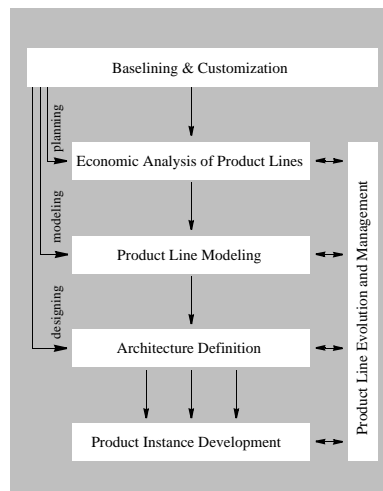 Baselining & Customization
planning
Economic Analysis of Product Lines
modeling
Product Line Modeling
designing
Architecture Definition
Product Instance Development
Product Line Evolution and Management